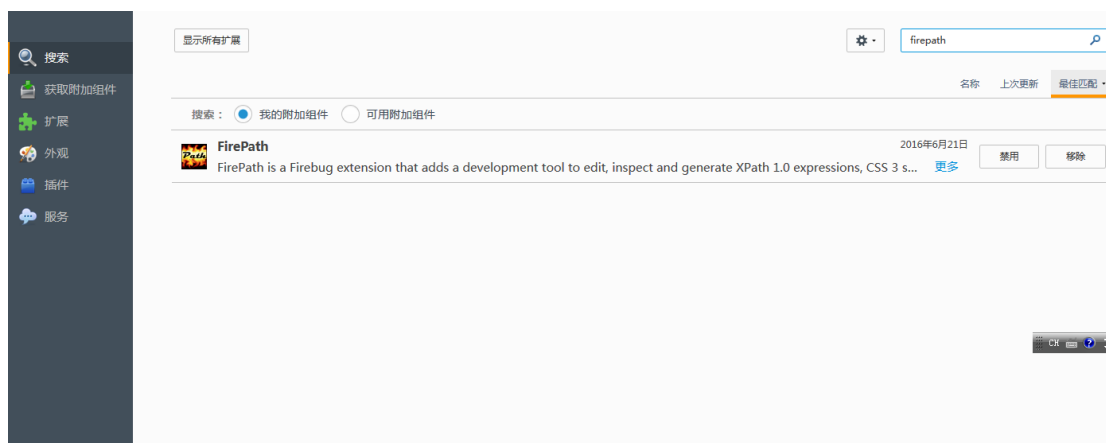 显示所有扩展
firepath
搜索
获取附加组件
扩展
外观
插件
服务
名称 上次更新 最佳匹配
搜索： 我的附加组件 可用附加组件
FirePath 2016年6月21日
FirePath is a Firebug extension that adds a development tool to edit, inspect and generate XPath 1.0 expressions, CSS 3 s... 更多
禁用 移除
Path
CH